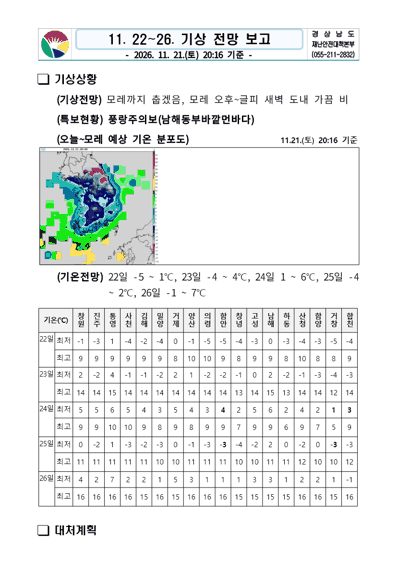 11. 22~26. 기상 전망 보고
- 2026. 11. 21.(토) 20:16 기준 -
경 상 남 도
재난안전대책본부
(055-211-2832)
❏ 기상상황
(기상전망) 모레까지 춥겠음, 모레 오후~글피 새벽 도내 가끔 비
(특보현황) 풍랑주의보(남해동부바깥먼바다)
(오늘~모레 예상 기온 분포도) 11.21.(토) 20:16 기준
(기온전망) 22일 -5 ~ 1℃, 23일 -4 ~ 4℃, 24일 1 ~ 6℃, 25일 -4
~ 2℃, 26일 -1 ~ 7℃
기온(℃) 창원 진주 통영 사천 김해 밀양 거제 양산 의령 함안 창녕 고성 남해 하동 산청 함양 거창 합천
22일 최저 -1 -3 1 -4 -2 -4 0 -1 -5 -5 -4 -3 0 -3 -4 -3 -5 -4
최고 9 9 9 9 9 9 8 10 10 9 8 9 9 8 10 8 8 9
23일 최저 2 -2 4 -1 -1 -2 2 1 -2 -2 -1 0 2 -2 -1 -3 -4 -3
최고 14 14 15 14 14 14 14 14 14 14 13 14 15 13 14 14 12 14
24일 최저 5 5 6 5 4 3 5 4 3 4 2 5 6 2 4 2 1 3
최고 9 9 10 10 9 8 9 8 9 9 7 9 9 6 9 7 5 9
25일 최저 0 -2 1 -3 -2 -3 0 -1 -3 -3 -4 -2 2 0 -2 0 -3 -3
최고 11 11 11 11 11 10 10 11 11 11 10 10 11 11 12 10 10 12
26일 최저 4 2 7 2 2 1 5 3 1 1 1 3 3 1 2 2 1 -1
최고 16 16 16 16 15 16 15 16 16 16 15 16 15 15 16 16 15 16
❏ 대처계획